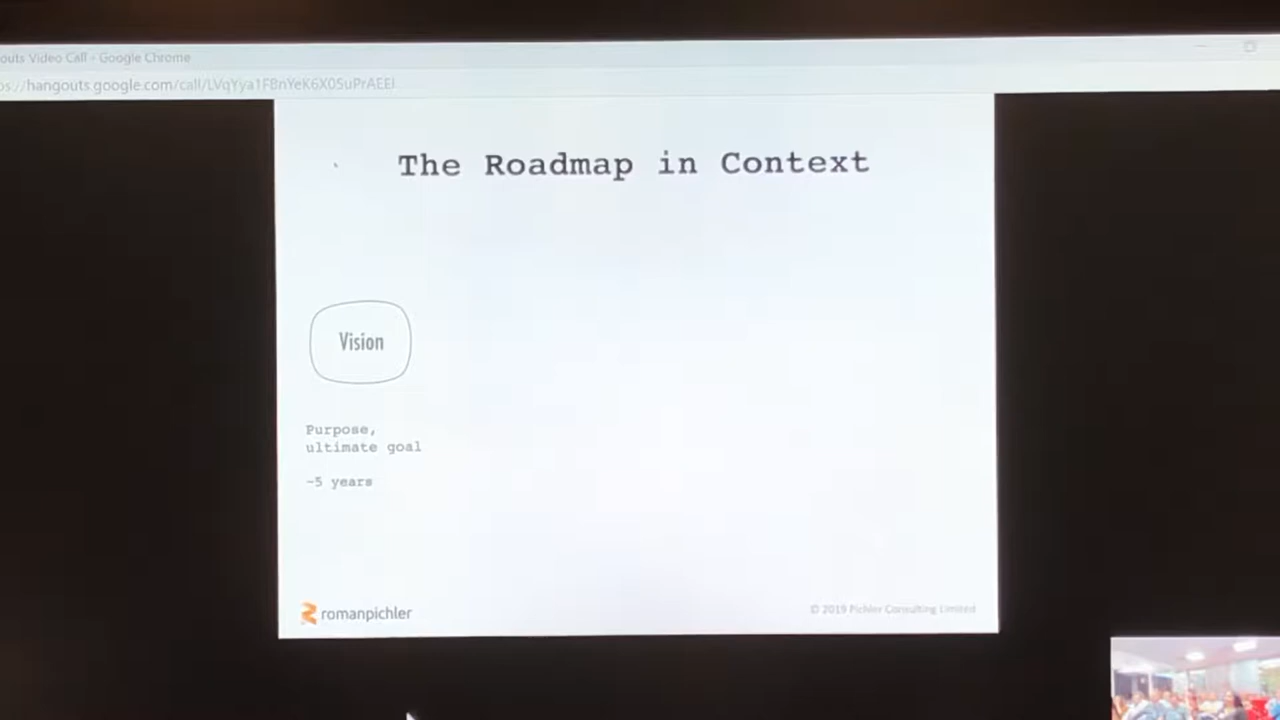 outs Video Call - Google Chrome
ps://hangouts.google.com/call/
The Roadmap in Context
Vision
Purpose,
ultimate goal
~5 years
romanpichler
© 2019 Pichler Consulting Limited